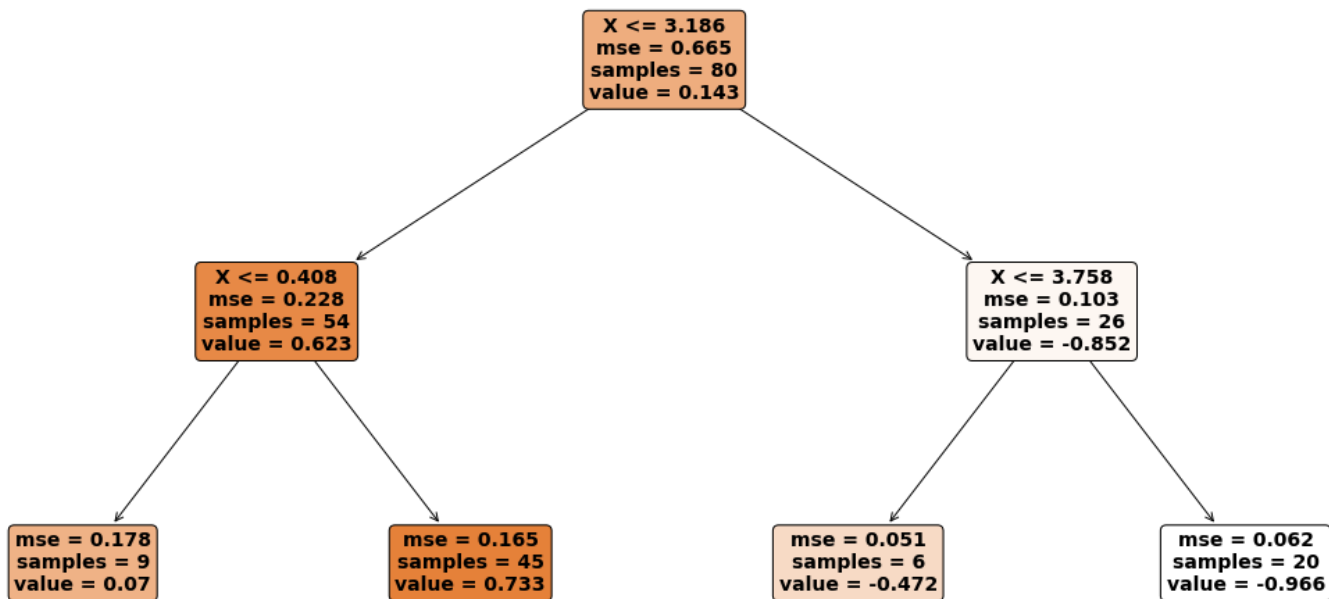 X <= 3.186
mse = 0.665
samples = 80
value = 0.143
X <= 0.408
mse = 0.228
samples = 54
value = 0.623
X <= 3.758
mse = 0.103
samples = 26
value = -0.852
mse = 0.178
samples = 9
value = 0.07
mse = 0.165
samples = 45
value = 0.733
mse = 0.051
samples = 6
value = -0.472
mse = 0.062
samples = 20
value = -0.966